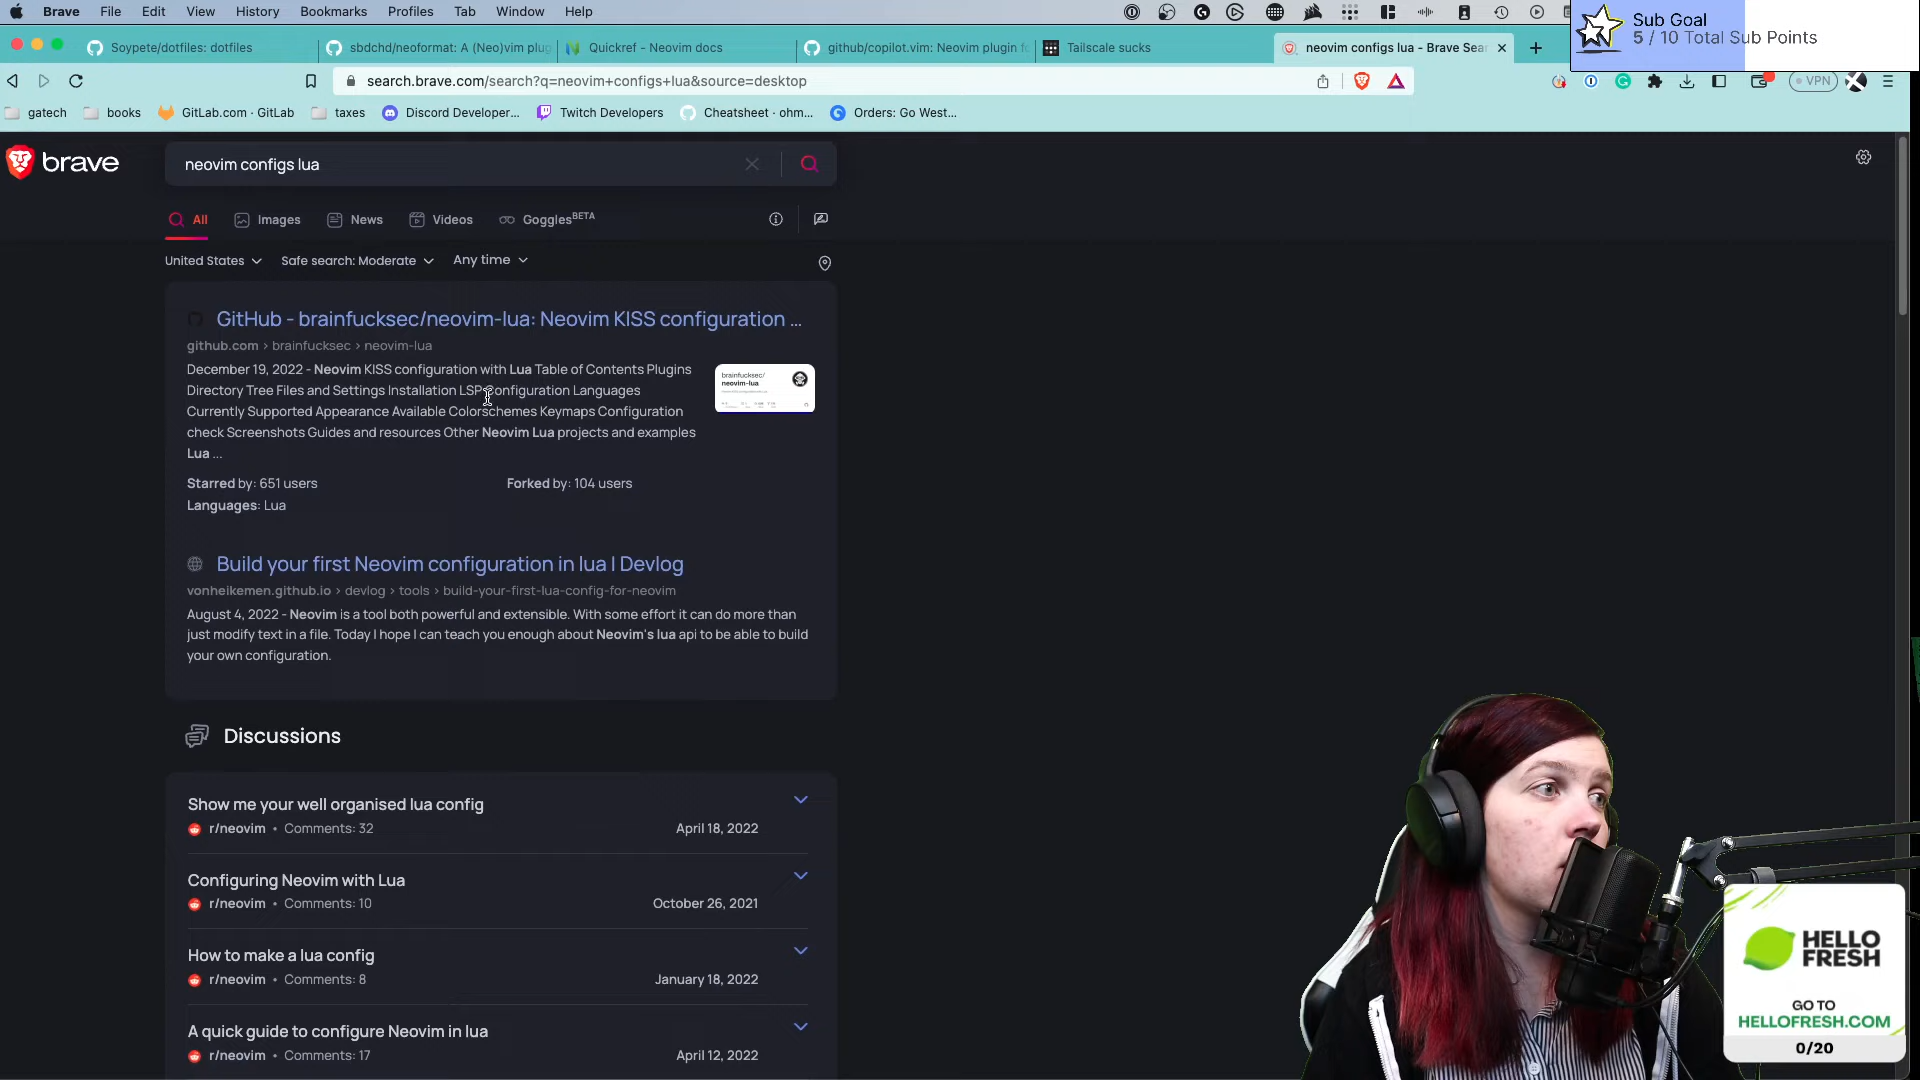 Brave File Edit View History Bookmarks Profiles Tab Window Help
Sub Goal
5 / 10 Total Sub Points
Soypete/dotfiles: dotfiles
sbdchd/neoformat: A (Neo)vim plug
Quickref - Neovim docs
github/copilot.vim: Neovim plugin f
Tailscale sucks
neovim configs lua - Brave Sear
search.brave.com/search?q=neovim+configs+lua&source=desktop
VPN
gatech books GitLab.com · GitLab taxes Discord Developer... Twitch Developers Cheatsheet - ohm... Orders: Go West...
brave
neovim configs lua
All Images News Videos Goggles BETA
United States Safe search: Moderate Any time
GitHub - brainfucksec/neovim-lua: Neovim KISS configuration ...
github.com › brainfucksec › neovim-lua
December 19, 2022 - Neovim KISS configuration with Lua Table of Contents Plugins
Directory Tree Files and Settings Installation LSP Configuration Languages
Currently Supported Appearance Available Colorschemes Keymaps Configuration
check Screenshots Guides and resources Other Neovim Lua projects and examples
Lua ...
brainfucksec/
neovim-lua
Starred by: 651 users Forked by: 104 users
Languages: Lua
Build your first Neovim configuration in lua | Devlog
vonheikemen.github.io › devlog › tools › build-your-first-lua-config-for-neovim
August 4, 2022 - Neovim is a tool both powerful and extensible. With some effort it can do more than
just modify text in a file. Today I hope I can teach you enough about Neovim's lua api to be able to build
your own configuration.
Discussions
Show me your well organised lua config
r/neovim • Comments: 32 April 18, 2022
Configuring Neovim with Lua
r/neovim • Comments: 10 October 26, 2021
How to make a lua config
r/neovim • Comments: 8 January 18, 2022
A quick guide to configure Neovim in lua
r/neovim • Comments: 17 April 12, 2022
HELLO
FRESH
GO TO
HELLOFRESH.COM
0/20